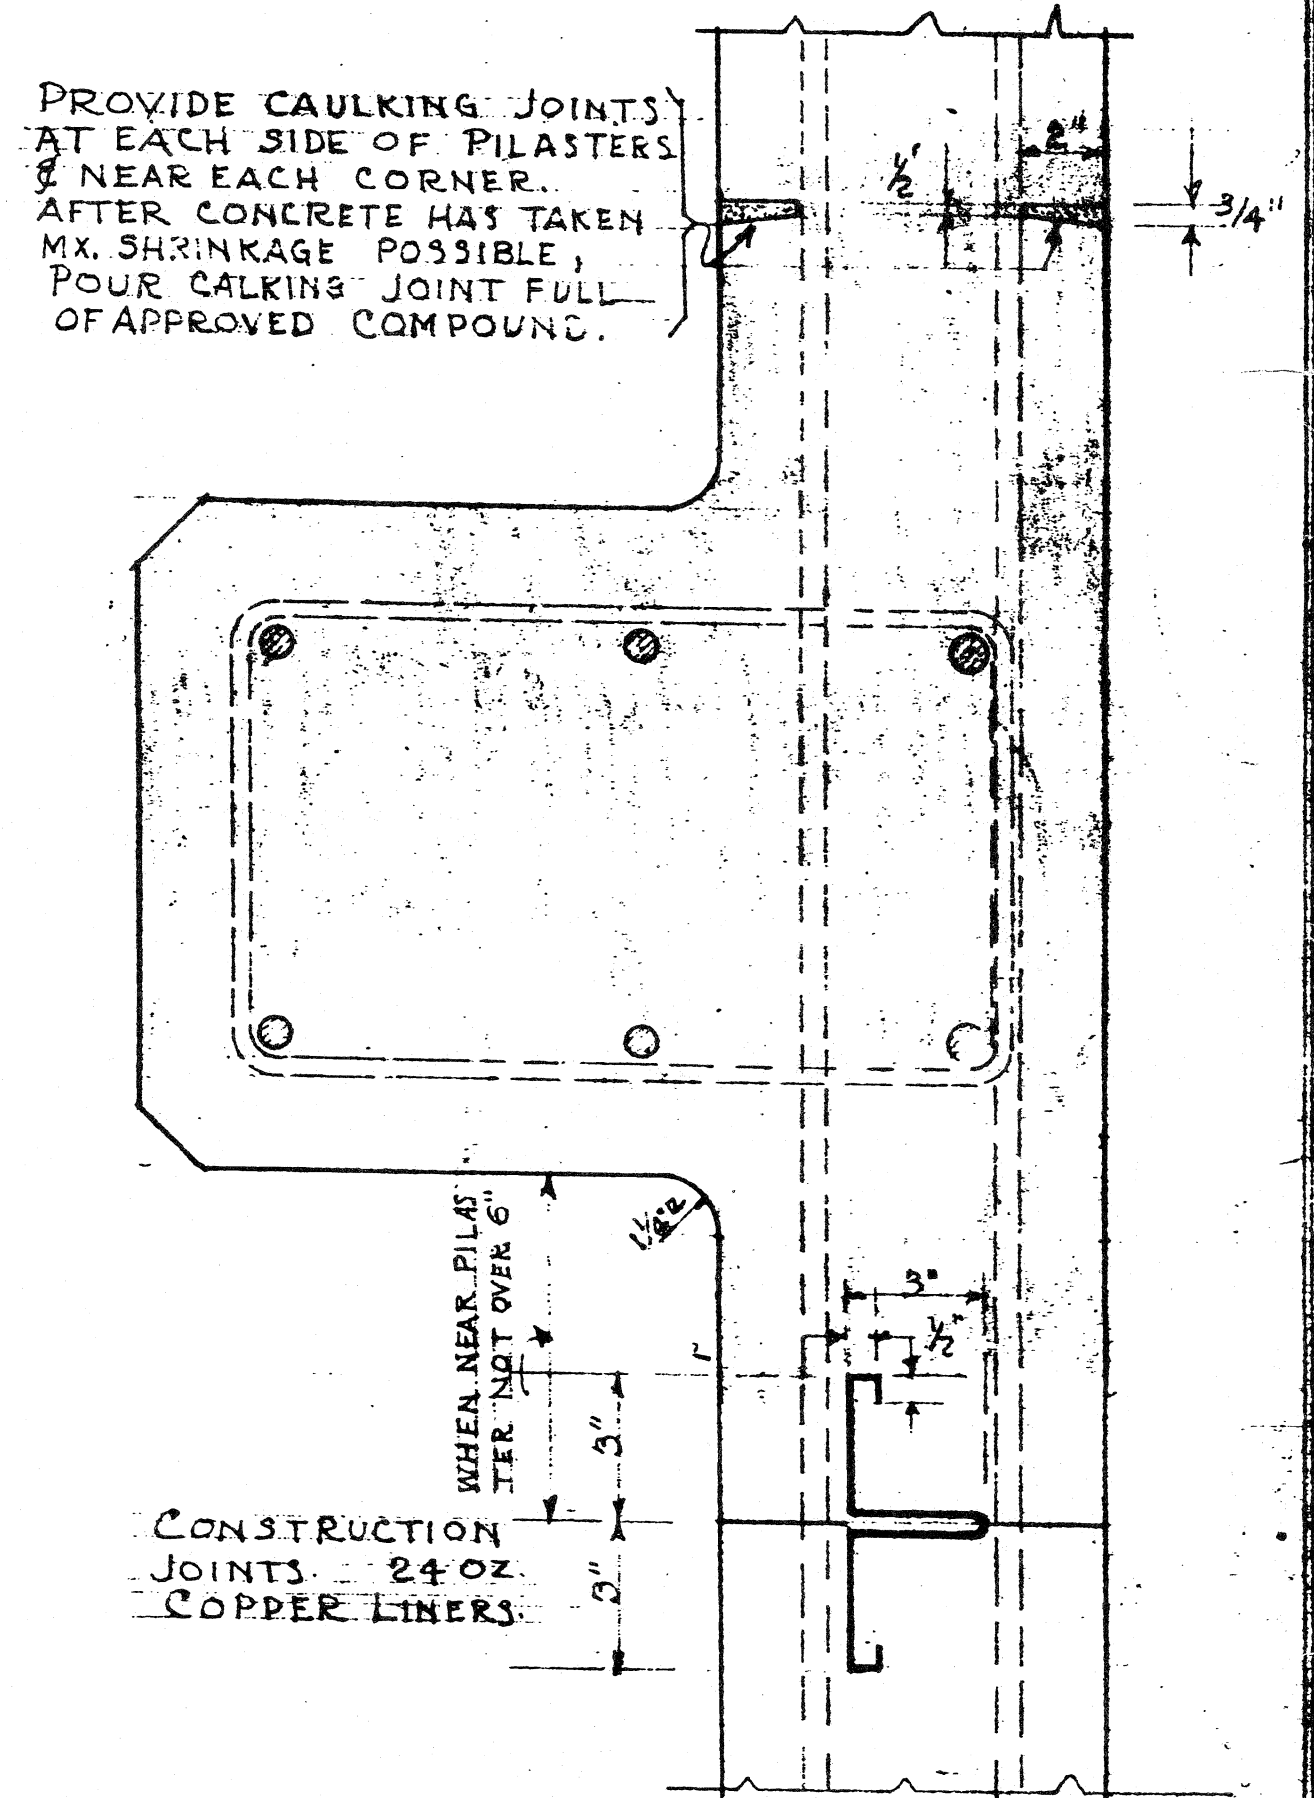 PROVIDE CAULKING JOINTS
AT EACH SIDE OF PILASTERS
& NEAR EACH CORNER.
AFTER CONCRETE HAS TAKEN
MX. SHRINKAGE POSSIBLE,
POUR CALKING JOINT FULL
OF APPROVED COMPOUND.
1/2"
2"
3/4"
WHEN NEAR PILAS
TER NOT OVER 6"
3"
1/2"
3"
3"
CONSTRUCTION
JOINTS. 24 OZ.
COPPER LINERS.